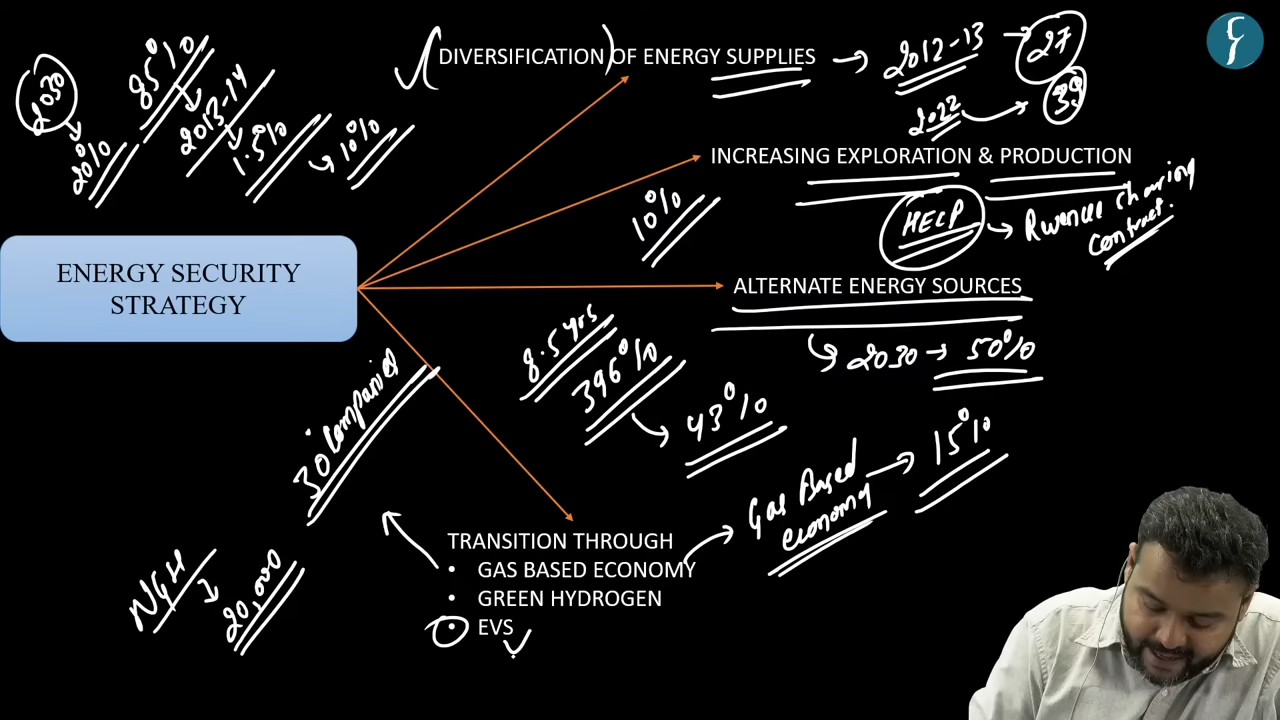 DIVERSIFICATION OF ENERGY SUPPLIES
2012-13 → 27
2022 → 39
2030 → 20%
85%
2013-14
1.5%
10%
INCREASING EXPLORATION & PRODUCTION
10%
HELP → Revenue sharing
contract.
ENERGY SECURITY
STRATEGY
ALTERNATE ENERGY SOURCES
2030 → 50%
8.5 yrs
396%
43%
30 Companies
Gas Based
economy → 15%
TRANSITION THROUGH
• GAS BASED ECONOMY
• GREEN HYDROGEN
• EVS
NGH
20,000